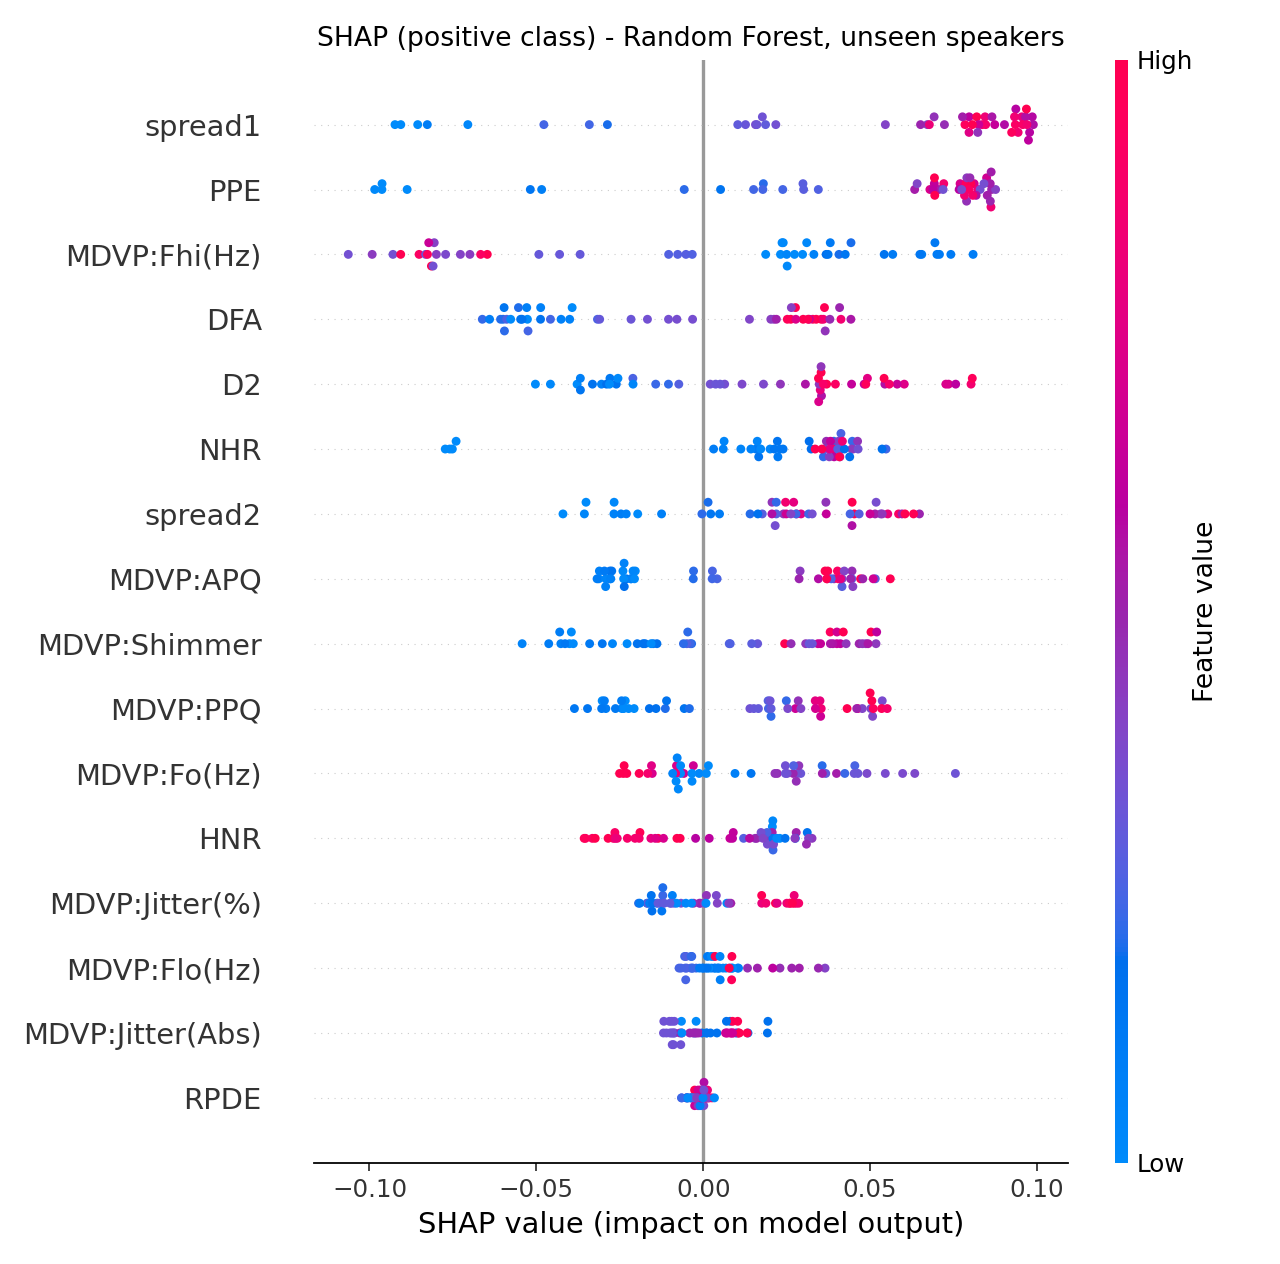 SHAP (positive class) - Random Forest, unseen speakers
High
spread1
PPE
MDVP:Fhi(Hz)
DFA
D2
NHR
spread2
MDVP:APQ
MDVP:Shimmer
MDVP:PPQ
MDVP:Fo(Hz)
HNR
MDVP:Jitter(%)
MDVP:Flo(Hz)
MDVP:Jitter(Abs)
RPDE
Feature value
Low
−0.10 −0.05 0.00 0.05 0.10
SHAP value (impact on model output)